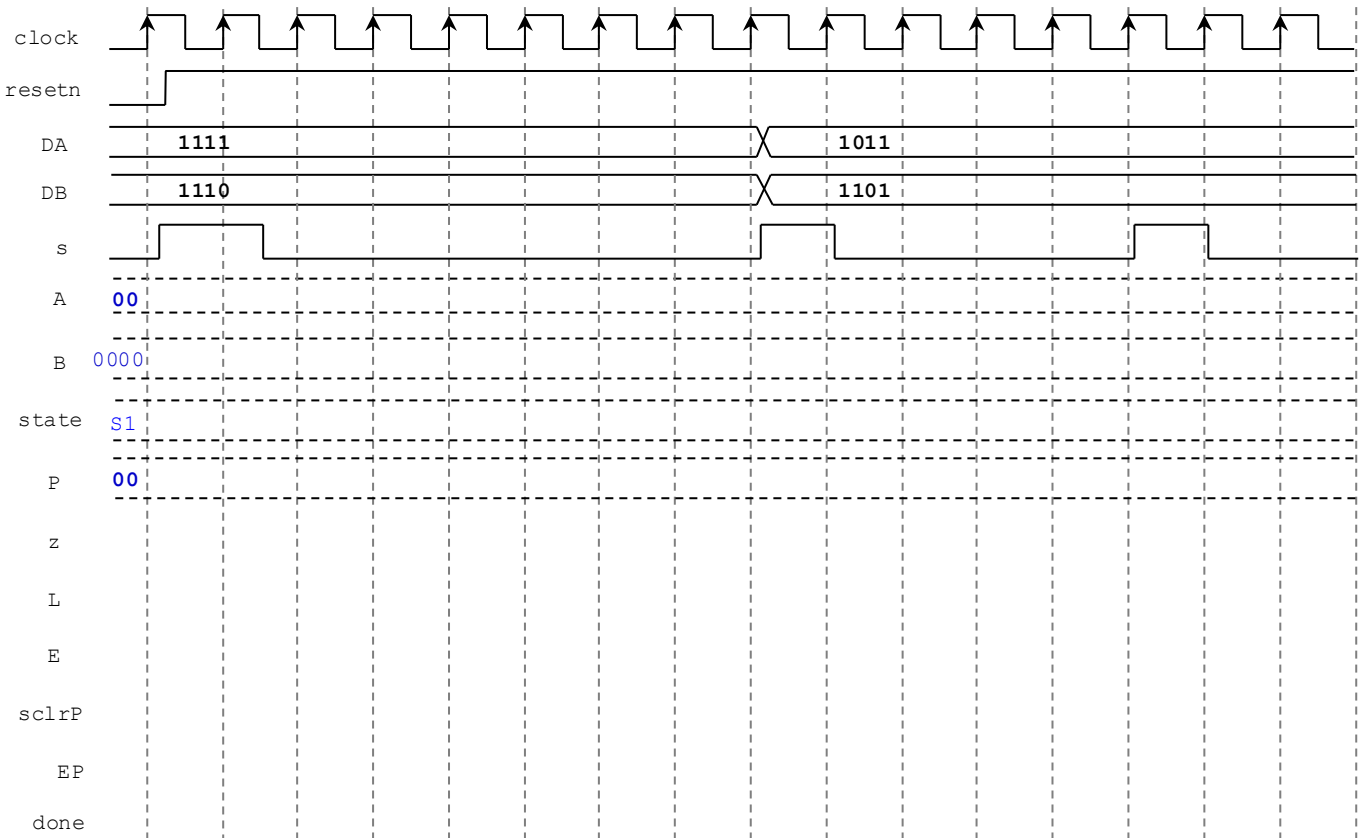 clock
resetn
DA 1111 1011
DB 1110 1101
s
A 00
B 0000
state S1
P 00
z
L
E
sclrP
EP
done